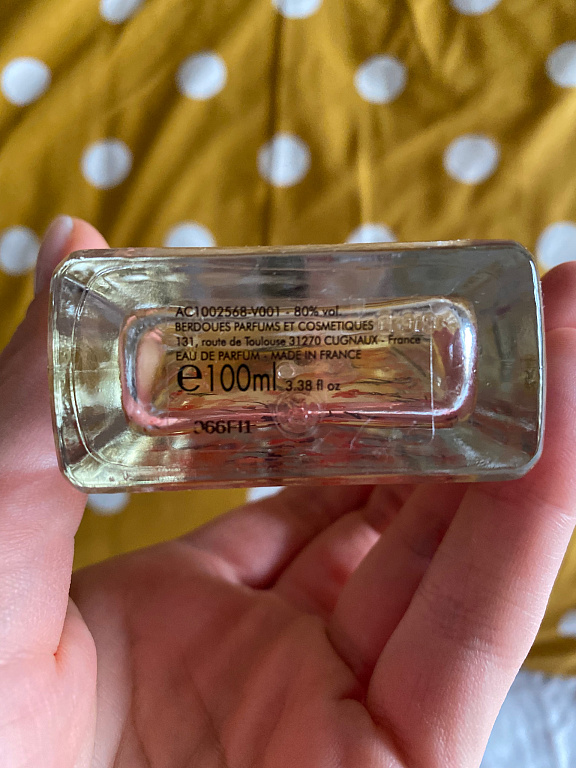 AC1002568-V001 - 80% vol.
BERDOUES PARFUMS ET COSMETIQUES
131, route de Toulouse 31270 CUGNAUX - France
EAU DE PARFUM - MADE IN FRANCE
℮100ml 3.38 fl oz